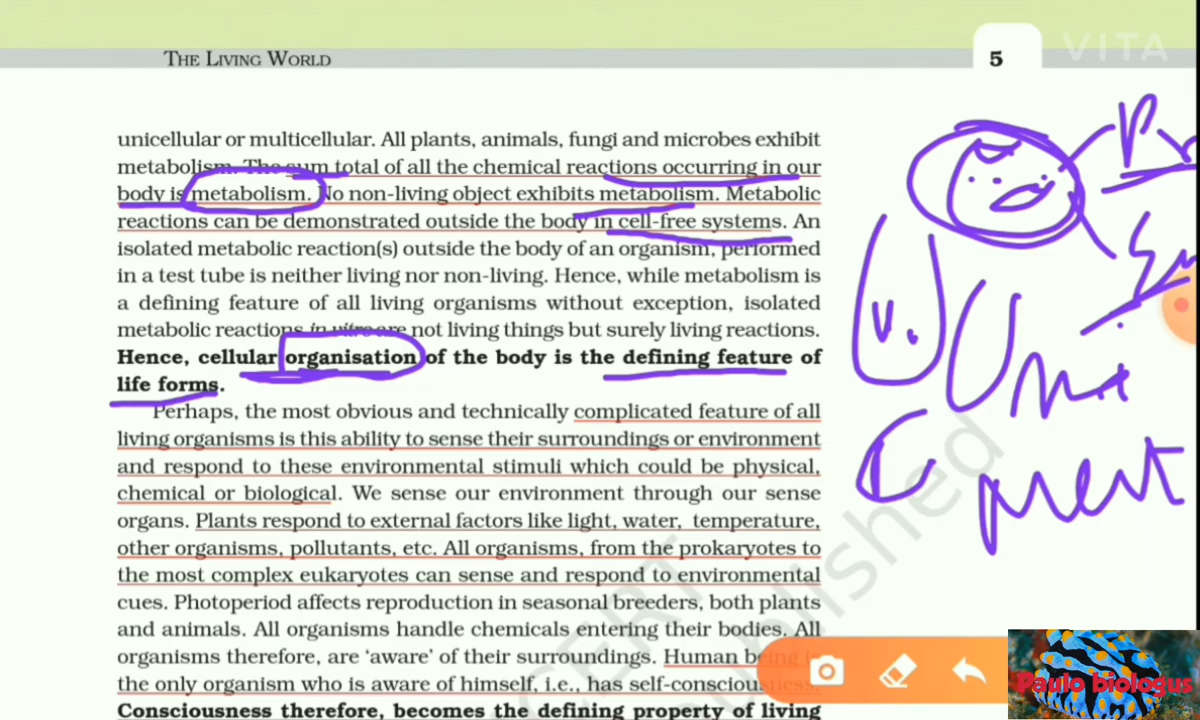 THE LIVING WORLD
5
VITA
unicellular or multicellular. All plants, animals, fungi and microbes exhibit
metabolism. The sum total of all the chemical reactions occurring in our
body is metabolism. No non-living object exhibits metabolism. Metabolic
reactions can be demonstrated outside the body in cell-free systems. An
isolated metabolic reaction(s) outside the body of an organism, performed
in a test tube is neither living nor non-living. Hence, while metabolism is
a defining feature of all living organisms without exception, isolated
metabolic reactions in vitro are not living things but surely living reactions.
Hence, cellular organisation of the body is the defining feature of
life forms.
Perhaps, the most obvious and technically complicated feature of all
living organisms is this ability to sense their surroundings or environment
and respond to these environmental stimuli which could be physical,
chemical or biological. We sense our environment through our sense
organs. Plants respond to external factors like light, water, temperature,
other organisms, pollutants, etc. All organisms, from the prokaryotes to
the most complex eukaryotes can sense and respond to environmental
cues. Photoperiod affects reproduction in seasonal breeders, both plants
and animals. All organisms handle chemicals entering their bodies. All
organisms therefore, are ‘aware’ of their surroundings. Human being is
the only organism who is aware of himself, i.e., has self-consciousness.
Consciousness therefore, becomes the defining property of living
Paulo biologus